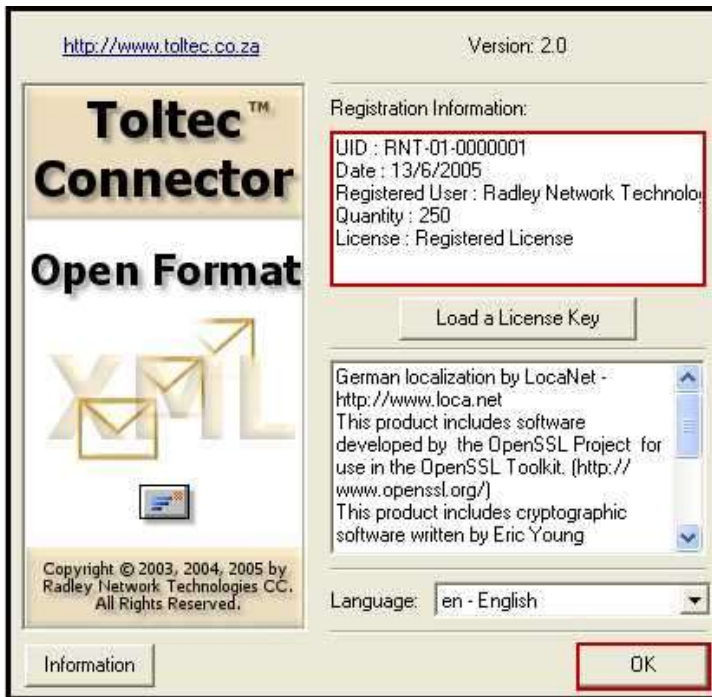 http://www.toltec.co.za
Version: 2.0
Toltec™
Connector
Open Format
XML
Copyright © 2003, 2004, 2005 by
Radley Network Technologies CC.
All Rights Reserved.
Registration Information:
UID : RNT-01-0000001
Date : 13/6/2005
Registered User : Radley Network Technolo
Quantity : 250
License : Registered License
Load a License Key
German localization by LocaNet -
http://www.loca.net
This product includes software
developed by the OpenSSL Project for
use in the OpenSSL Toolkit. (http://
www.openssl.org/)
This product includes cryptographic
software written by Eric Young
Language:
en - English
Information
OK